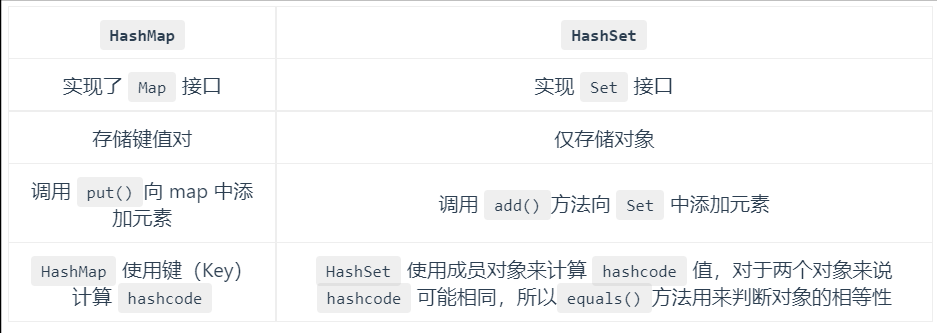 HashMap
HashSet
实现了 Map 接口
实现 Set 接口
存储键值对
仅存储对象
调用 put()向 map 中添
加元素
调用 add()方法向 Set 中添加元素
HashMap 使用键（Key）
计算 hashcode
HashSet 使用成员对象来计算 hashcode 值，对于两个对象来说
hashcode 可能相同，所以 equals()方法用来判断对象的相等性